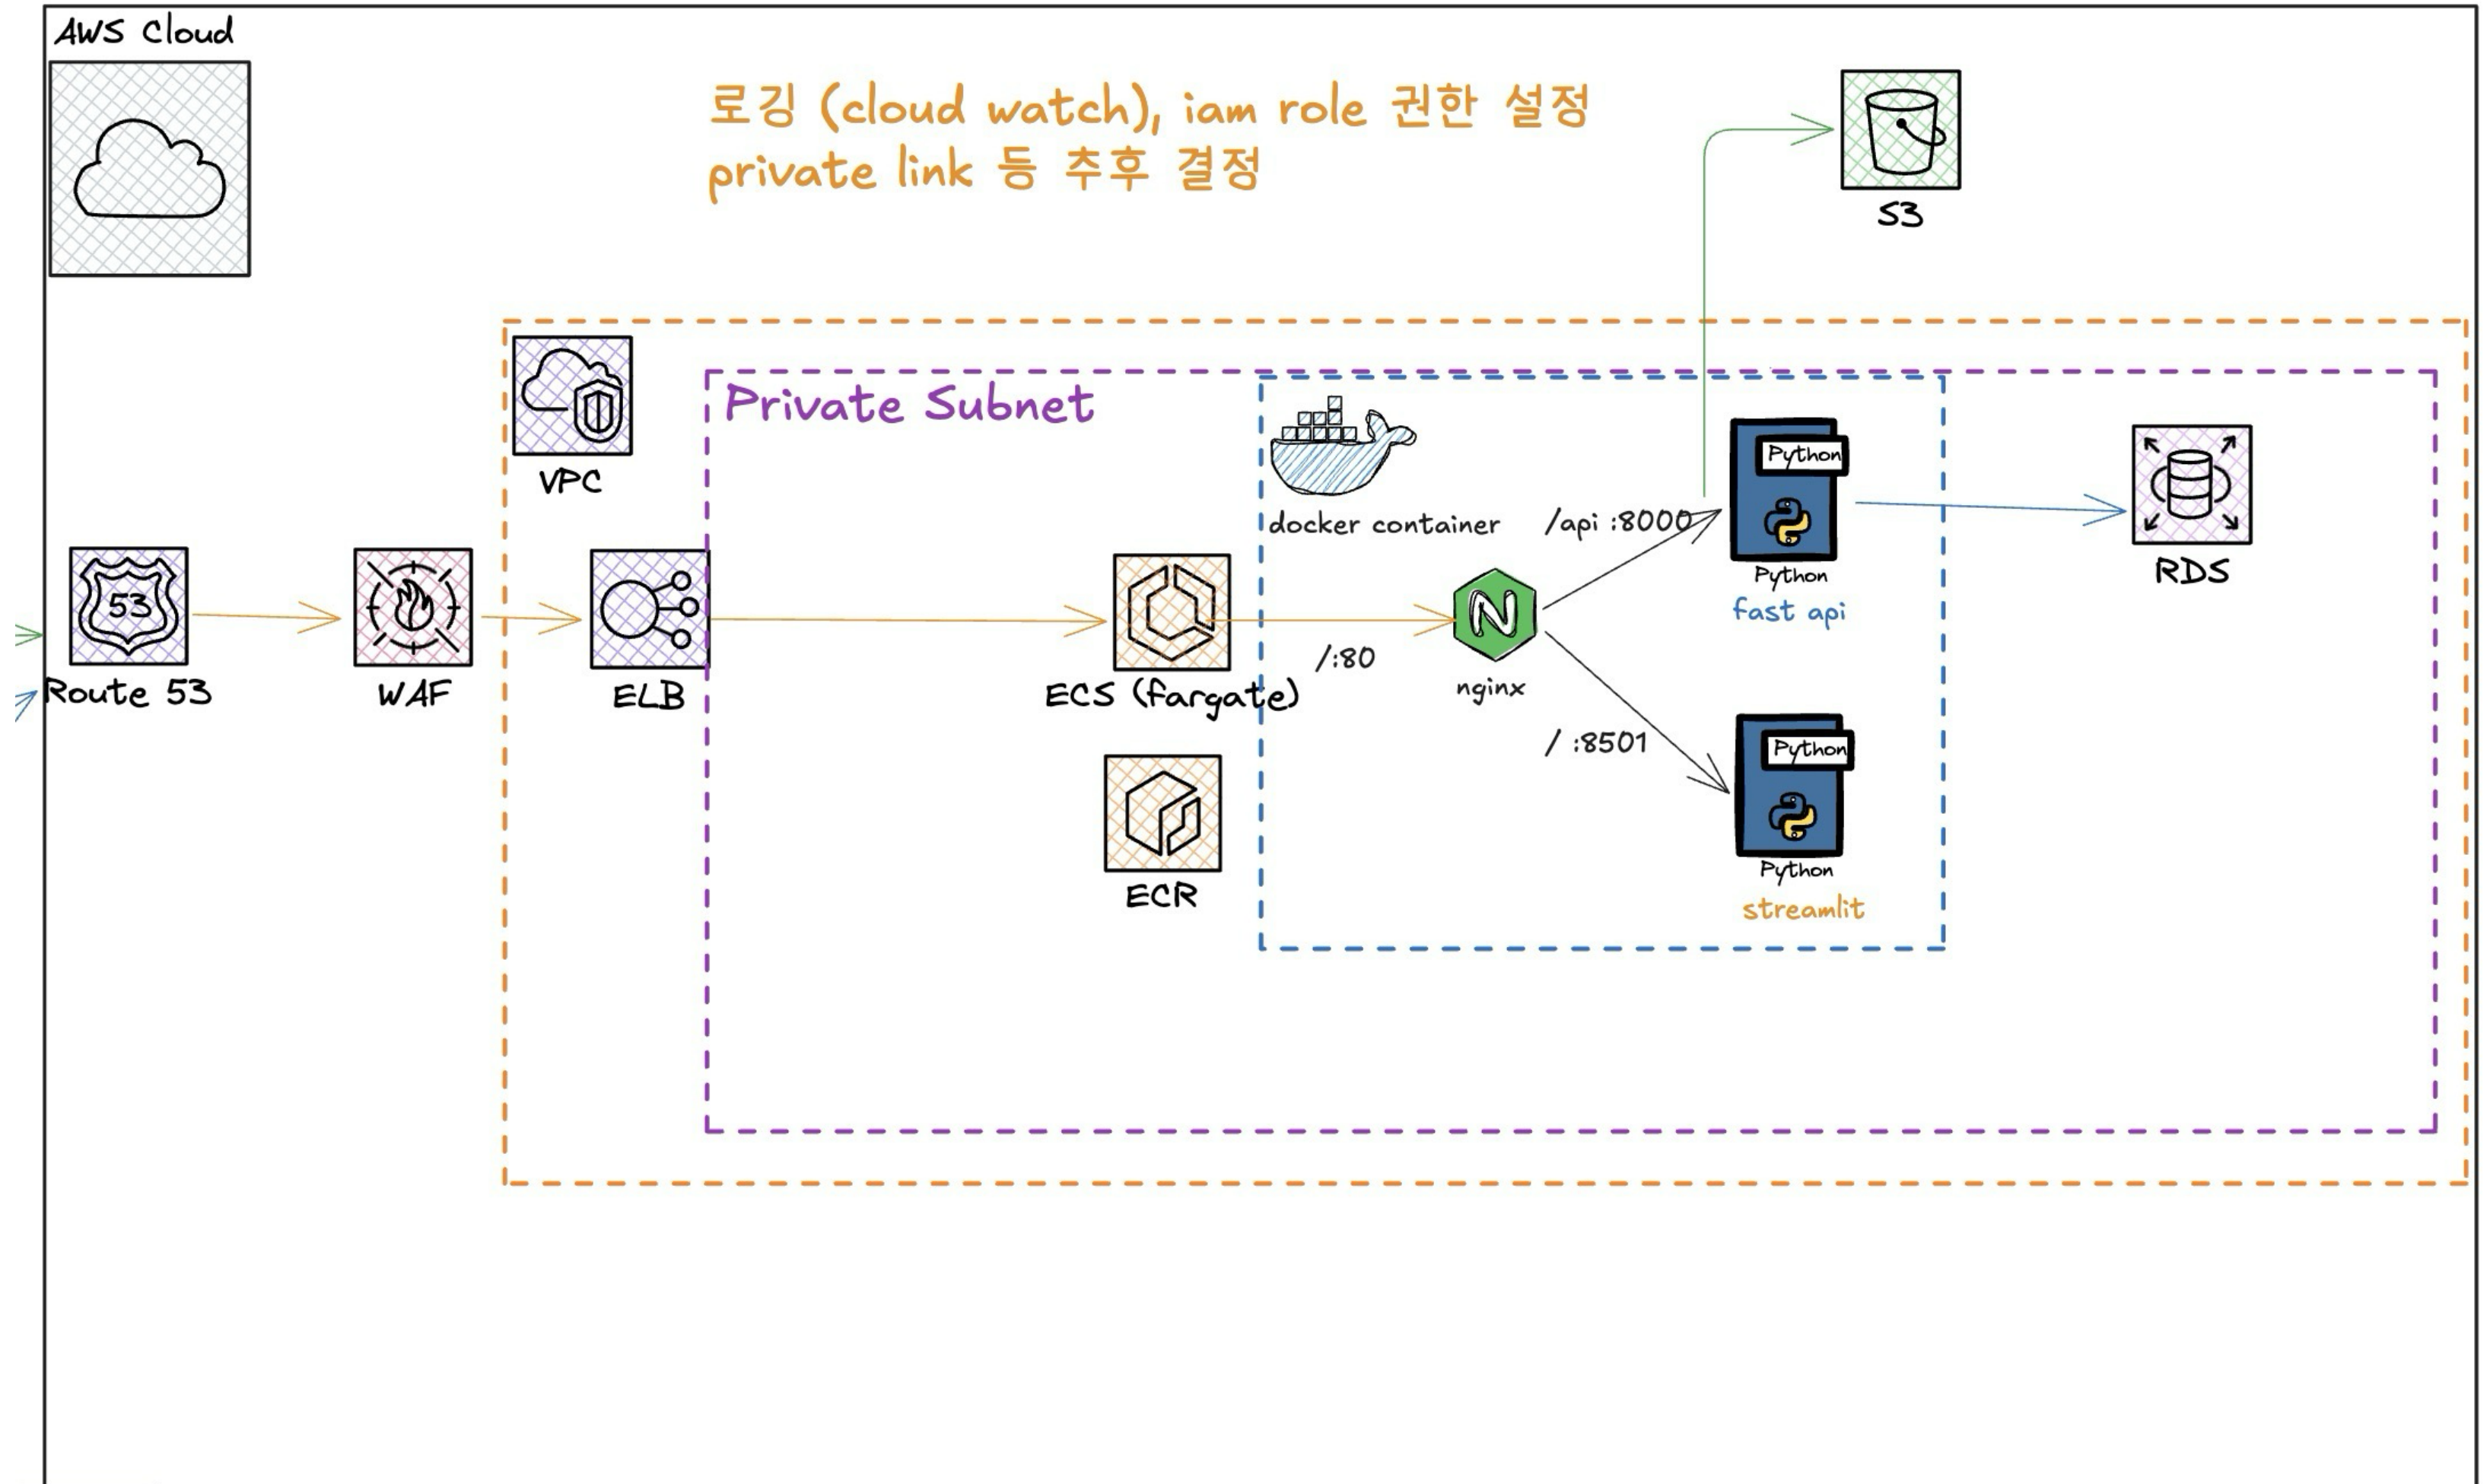 AWS Cloud
로깅 (cloud watch), iam role 권한 설정
private link 등 추후 결정
S3
VPC
Private Subnet
docker container
/api :8000
Python
Python
fast api
RDS
53
Route 53
WAF
ELB
ECS (fargate)
/:80
N
nginx
/ :8501
Python
Python
streamlit
ECR